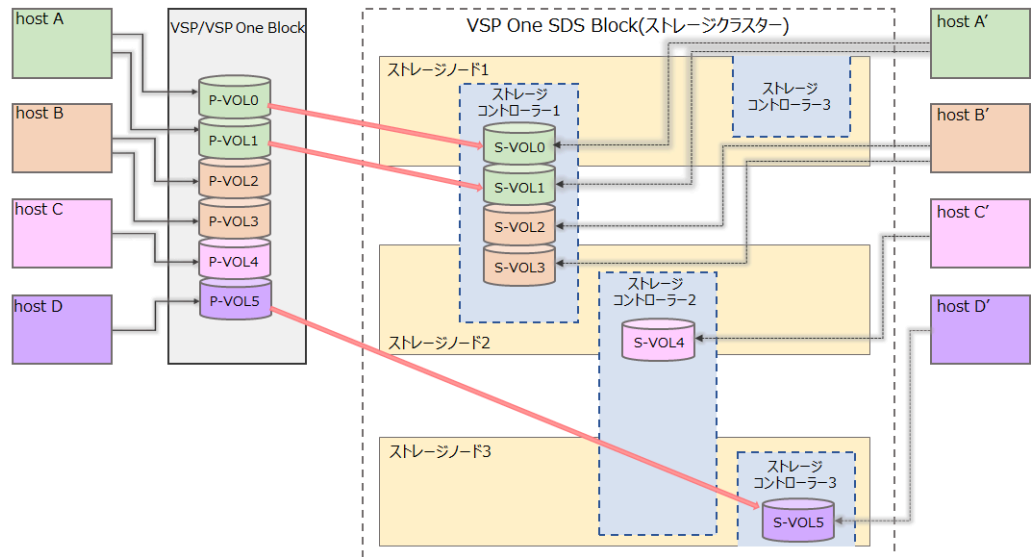 host A
host B
host C
host D
VSP/VSP One Block
P-VOL0
P-VOL1
P-VOL2
P-VOL3
P-VOL4
P-VOL5
VSP One SDS Block(ストレージクラスター)
ストレージノード1
ストレージ
コントローラー1
S-VOL0
S-VOL1
S-VOL2
S-VOL3
ストレージ
コントローラー3
ストレージノード2
ストレージ
コントローラー2
S-VOL4
ストレージノード3
ストレージ
コントローラー3
S-VOL5
host A’
host B’
host C’
host D’